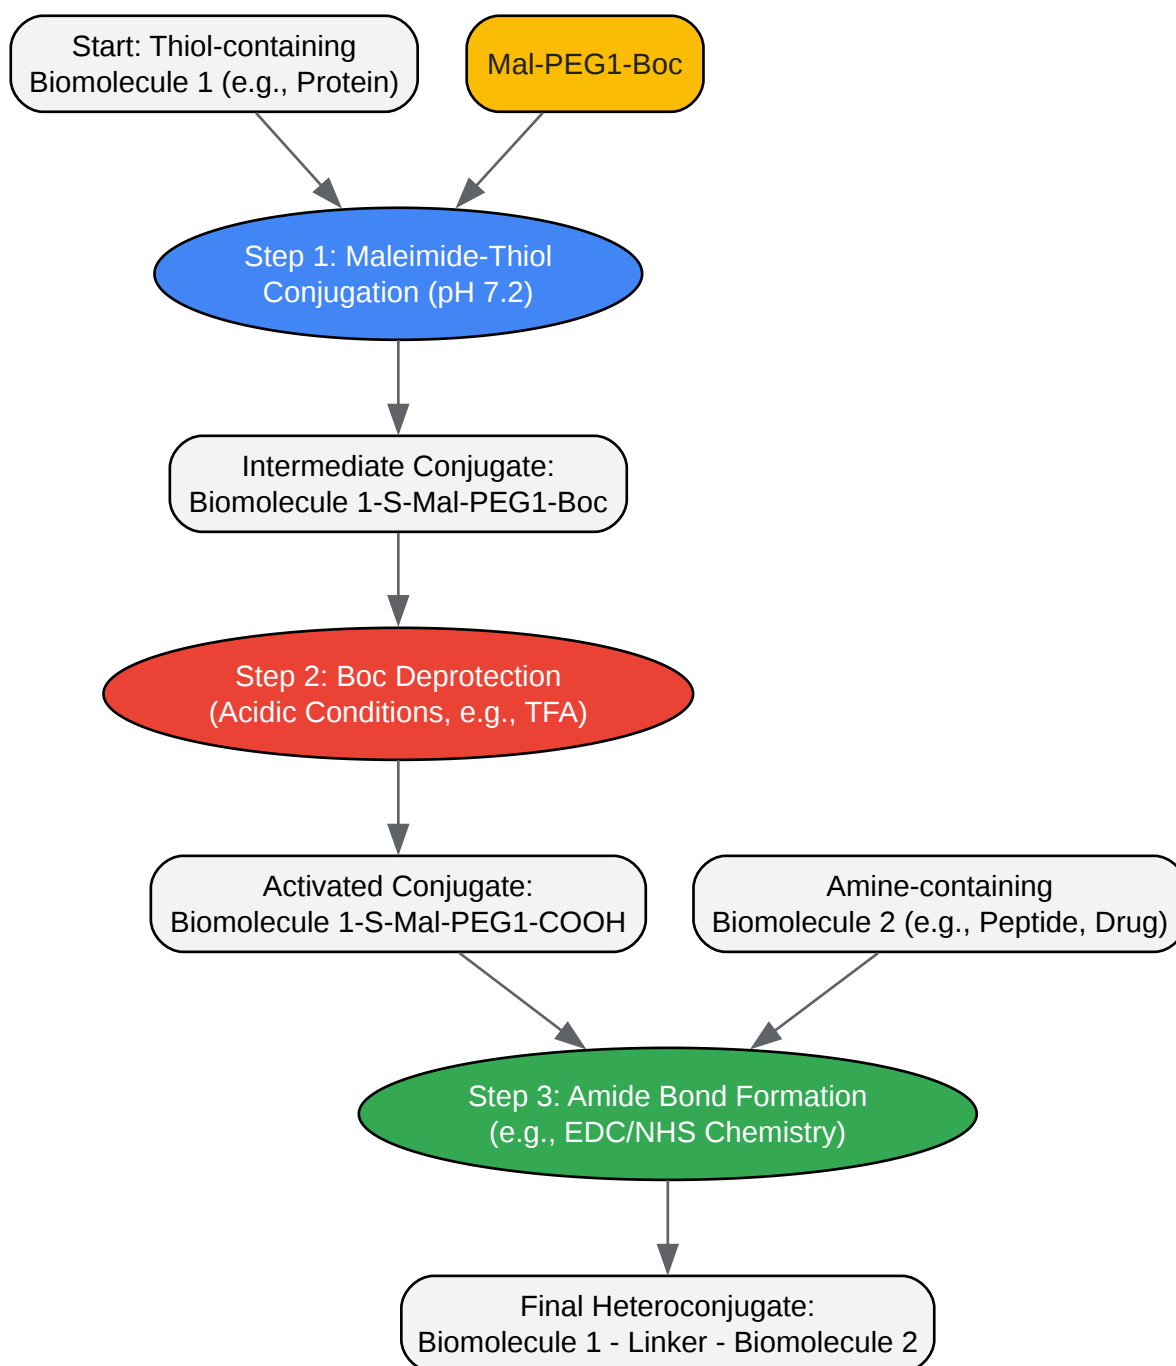 Start: Thiol-containing
Biomolecule 1 (e.g., Protein)
Mal-PEG1-Boc
Step 1: Maleimide-Thiol
Conjugation (pH 7.2)
Intermediate Conjugate:
Biomolecule 1-S-Mal-PEG1-Boc
Step 2: Boc Deprotection
(Acidic Conditions, e.g., TFA)
Activated Conjugate:
Biomolecule 1-S-Mal-PEG1-COOH
Amine-containing
Biomolecule 2 (e.g., Peptide, Drug)
Step 3: Amide Bond Formation
(e.g., EDC/NHS Chemistry)
Final Heteroconjugate:
Biomolecule 1 - Linker - Biomolecule 2